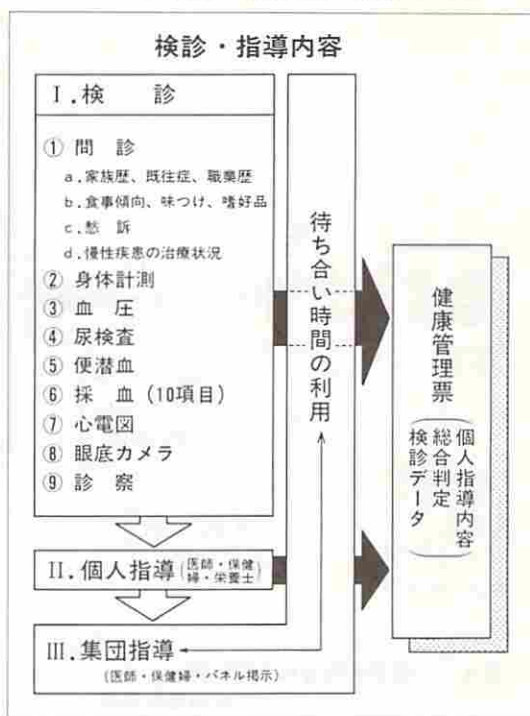 検診・指導内容
Ⅰ.検　診
① 問　診
a.家族歴、既往症、職業歴
b.食事傾向、味つけ、嗜好品
c.愁　訴
d.慢性疾患の治療状況
② 身体計測
③ 血　圧
④ 尿検査
⑤ 便潜血
⑥ 採　血（10項目）
⑦ 心電図
⑧ 眼底カメラ
⑨ 診　察
Ⅱ.個人指導（医師・保健婦・栄養士）
Ⅲ.集団指導
（医師・保健婦・パネル掲示）
待ち合い時間の利用
健康管理票
個人指導内容
総合判定
検診データ